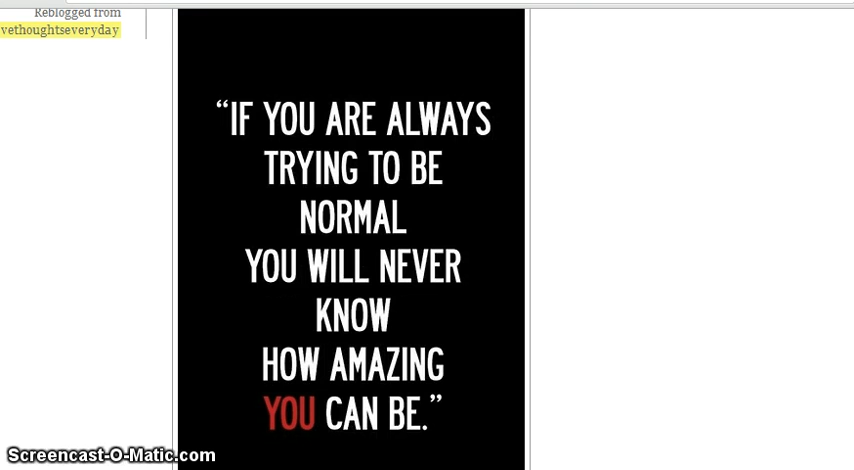 Reblogged from
vethoughtseveryday
“IF YOU ARE ALWAYS
TRYING TO BE
NORMAL
YOU WILL NEVER
KNOW
HOW AMAZING
YOU CAN BE.”
Screencast-O-Matic.com